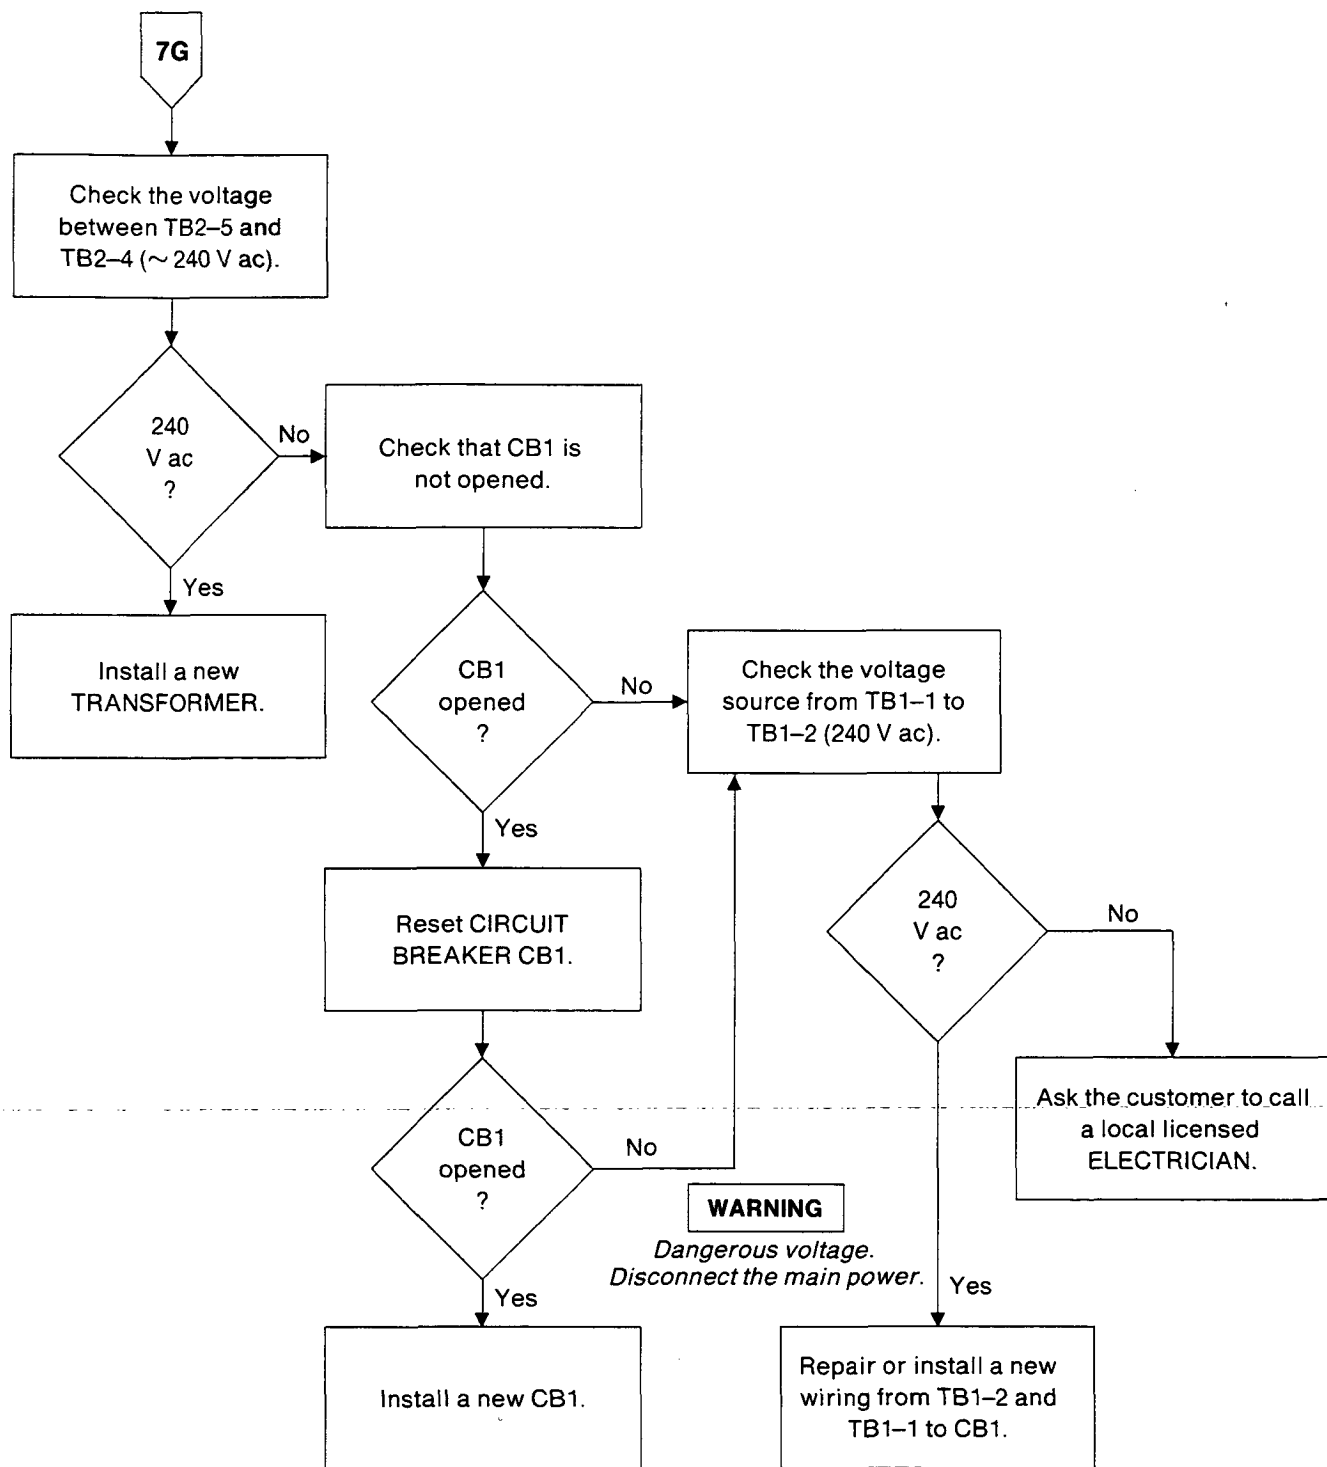 7G
Check the voltage
between TB2–5 and
TB2–4 (~ 240 V ac).
240
V ac
?
No
Check that CB1 is
not opened.
Yes
Install a new
TRANSFORMER.
CB1
opened
?
No
Check the voltage
source from TB1–1 to
TB1–2 (240 V ac).
Yes
Reset CIRCUIT
BREAKER CB1.
240
V ac
?
No
Ask the customer to call
a local licensed
ELECTRICIAN.
CB1
opened
?
No
WARNING
Dangerous voltage.
Disconnect the main power.
Yes
Yes
Install a new CB1.
Repair or install a new
wiring from TB1–2 and
TB1–1 to CB1.